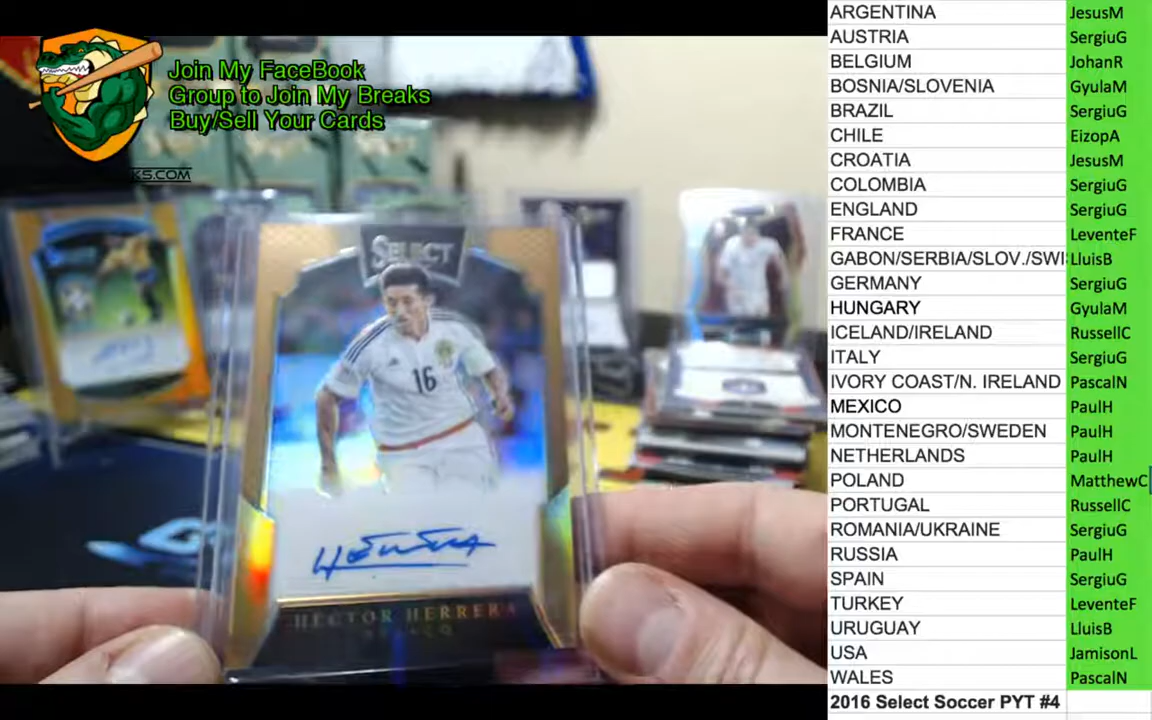 Join My FaceBook
Group to Join My Breaks
Buy/Sell Your Cards
KS.COM
SELECT
16
HECTOR HERRERA
ARGENTINA JesusM
AUSTRIA SergiuG
BELGIUM JohanR
BOSNIA/SLOVENIA GyulaM
BRAZIL SergiuG
CHILE EizopA
CROATIA JesusM
COLOMBIA SergiuG
ENGLAND SergiuG
FRANCE LeventeF
GABON/SERBIA/SLOV./SWI LluisB
GERMANY SergiuG
HUNGARY GyulaM
ICELAND/IRELAND RussellC
ITALY SergiuG
IVORY COAST/N. IRELAND PascalN
MEXICO PaulH
MONTENEGRO/SWEDEN PaulH
NETHERLANDS PaulH
POLAND MatthewC
PORTUGAL RussellC
ROMANIA/UKRAINE SergiuG
RUSSIA PaulH
SPAIN SergiuG
TURKEY LeventeF
URUGUAY LluisB
USA JamisonL
WALES PascalN
2016 Select Soccer PYT #4